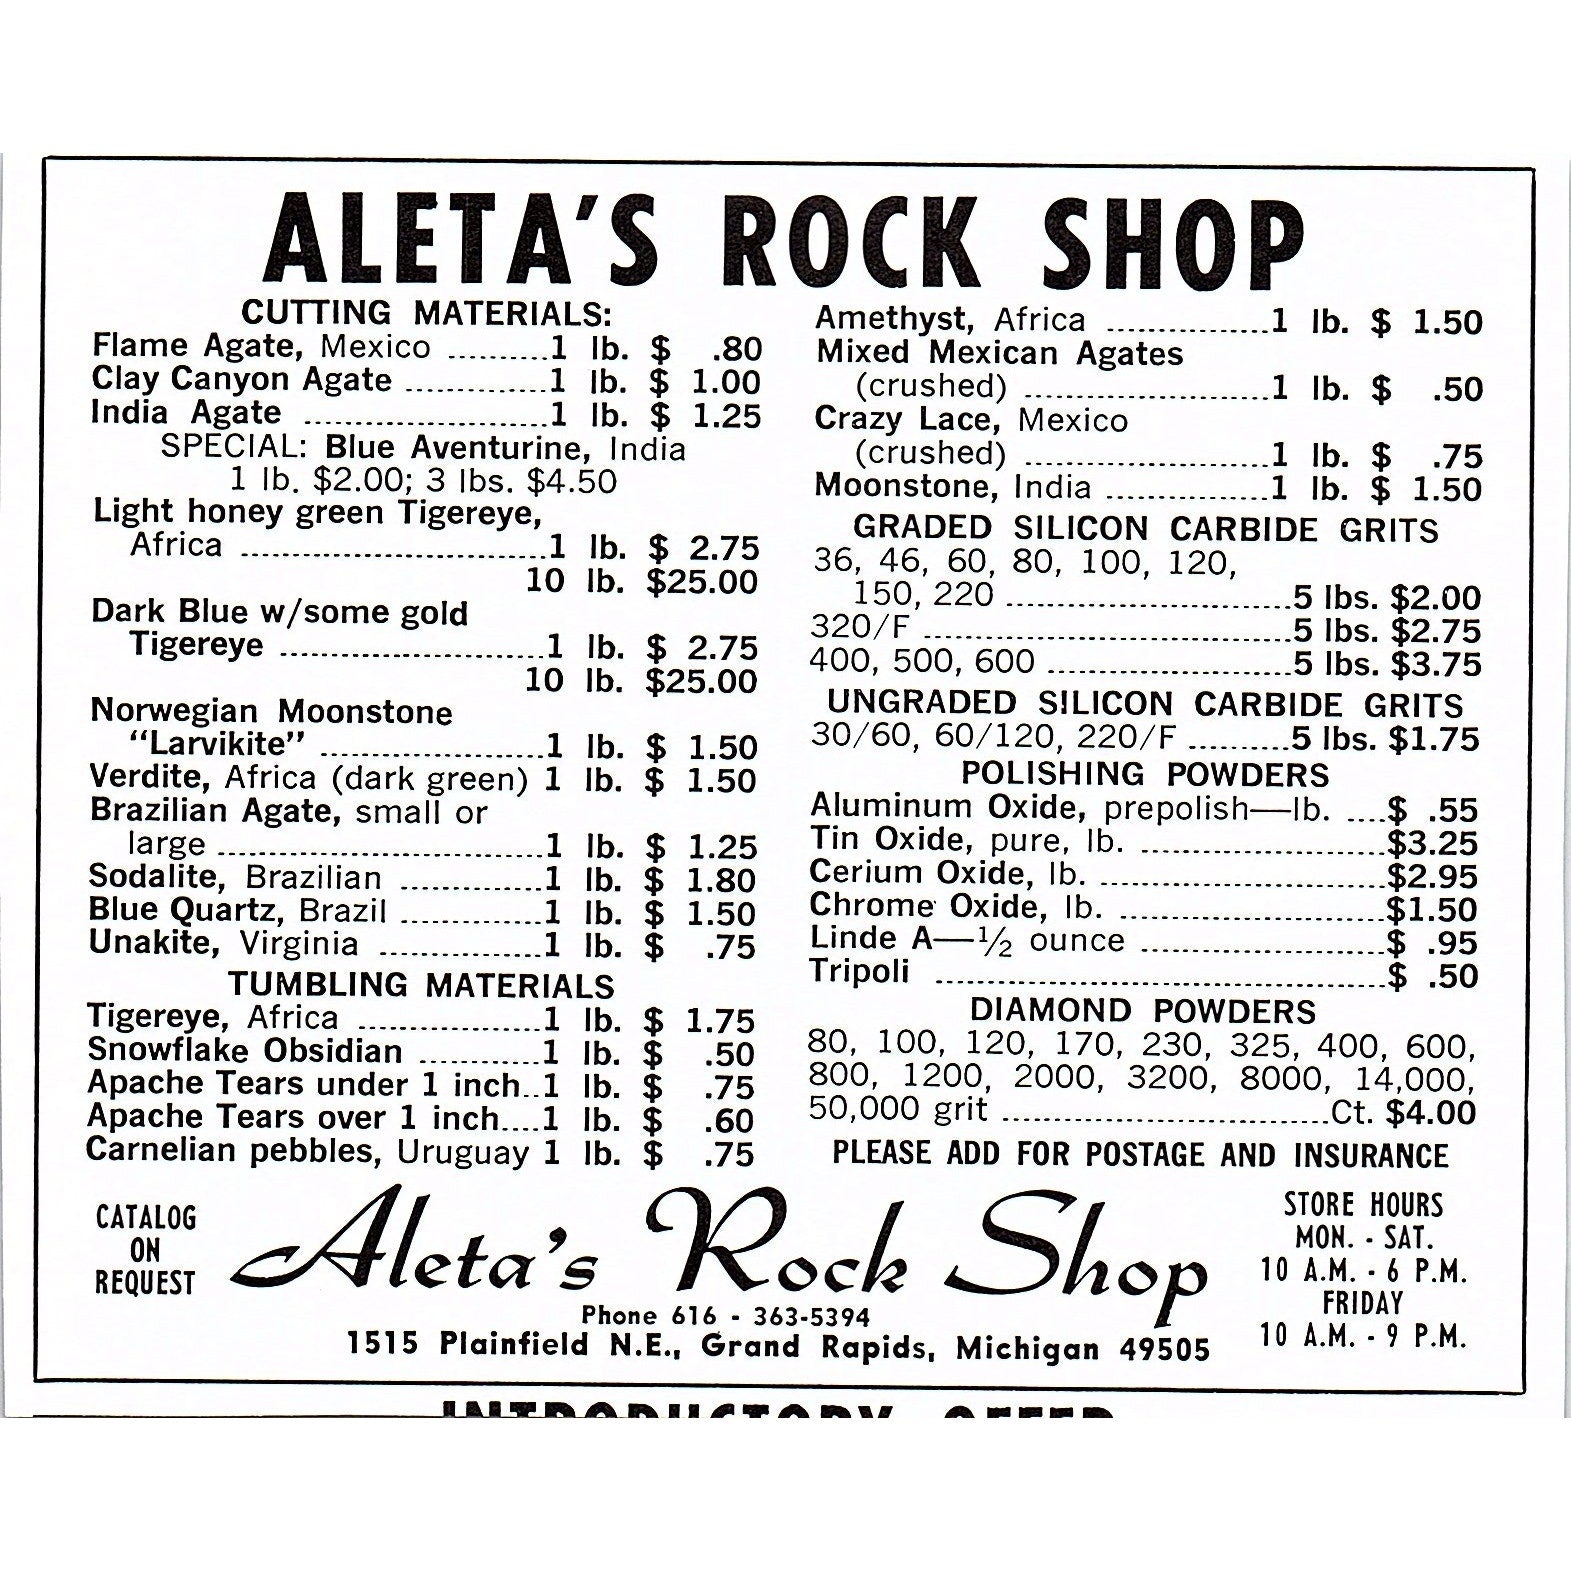 ALETA'S ROCK SHOP
CUTTING MATERIALS:
Flame Agate, Mexico ..........1 lb. $ .80
Clay Canyon Agate ..............1 lb. $ 1.00
India Agate .........................1 lb. $ 1.25
SPECIAL: Blue Aventurine, India
1 lb. $2.00; 3 lbs. $4.50
Light honey green Tigereye,
Africa ...............................1 lb. $ 2.75
10 lb. $25.00
Dark Blue w/some gold
Tigereye ...........................1 lb. $ 2.75
10 lb. $25.00
Norwegian Moonstone
"Larvikite" .......................1 lb. $ 1.50
Verdite, Africa (dark green) 1 lb. $ 1.50
Brazilian Agate, small or
large .................................1 lb. $ 1.25
Sodalite, Brazilian ..............1 lb. $ 1.80
Blue Quartz, Brazil ..............1 lb. $ 1.50
Unakite, Virginia ................1 lb. $ .75
TUMBLING MATERIALS
Tigereye, Africa ...................1 lb. $ 1.75
Snowflake Obsidian ............1 lb. $ .50
Apache Tears under 1 inch..1 lb. $ .75
Apache Tears over 1 inch....1 lb. $ .60
Carnelian pebbles, Uruguay 1 lb. $ .75
Amethyst, Africa ................1 lb. $ 1.50
Mixed Mexican Agates
(crushed) .........................1 lb. $ .50
Crazy Lace, Mexico
(crushed) .........................1 lb. $ .75
Moonstone, India ................1 lb. $ 1.50
GRADED SILICON CARBIDE GRITS
36, 46, 60, 80, 100, 120,
150, 220 .............................5 lbs. $2.00
320/F .....................................5 lbs. $2.75
400, 500, 600 .........................5 lbs. $3.75
UNGRADED SILICON CARBIDE GRITS
30/60, 60/120, 220/F ..........5 lbs. $1.75
POLISHING POWDERS
Aluminum Oxide, prepolish—lb. ....$ .55
Tin Oxide, pure, lb. .........................$3.25
Cerium Oxide, lb. .............................$2.95
Chrome Oxide, lb. ...........................$1.50
Linde A—½ ounce .........................$ .95
Tripoli ..............................................$ .50
DIAMOND POWDERS
80, 100, 120, 170, 230, 325, 400, 600,
800, 1200, 2000, 3200, 8000, 14,000,
50,000 grit .................................Ct. $4.00
PLEASE ADD FOR POSTAGE AND INSURANCE
CATALOG
ON
REQUEST
Aleta's Rock Shop
Phone 616 - 363-5394
1515 Plainfield N.E., Grand Rapids, Michigan 49505
STORE HOURS
MON. - SAT.
10 A.M. - 6 P.M.
FRIDAY
10 A.M. - 9 P.M.
INTRODUCTORY OFFER